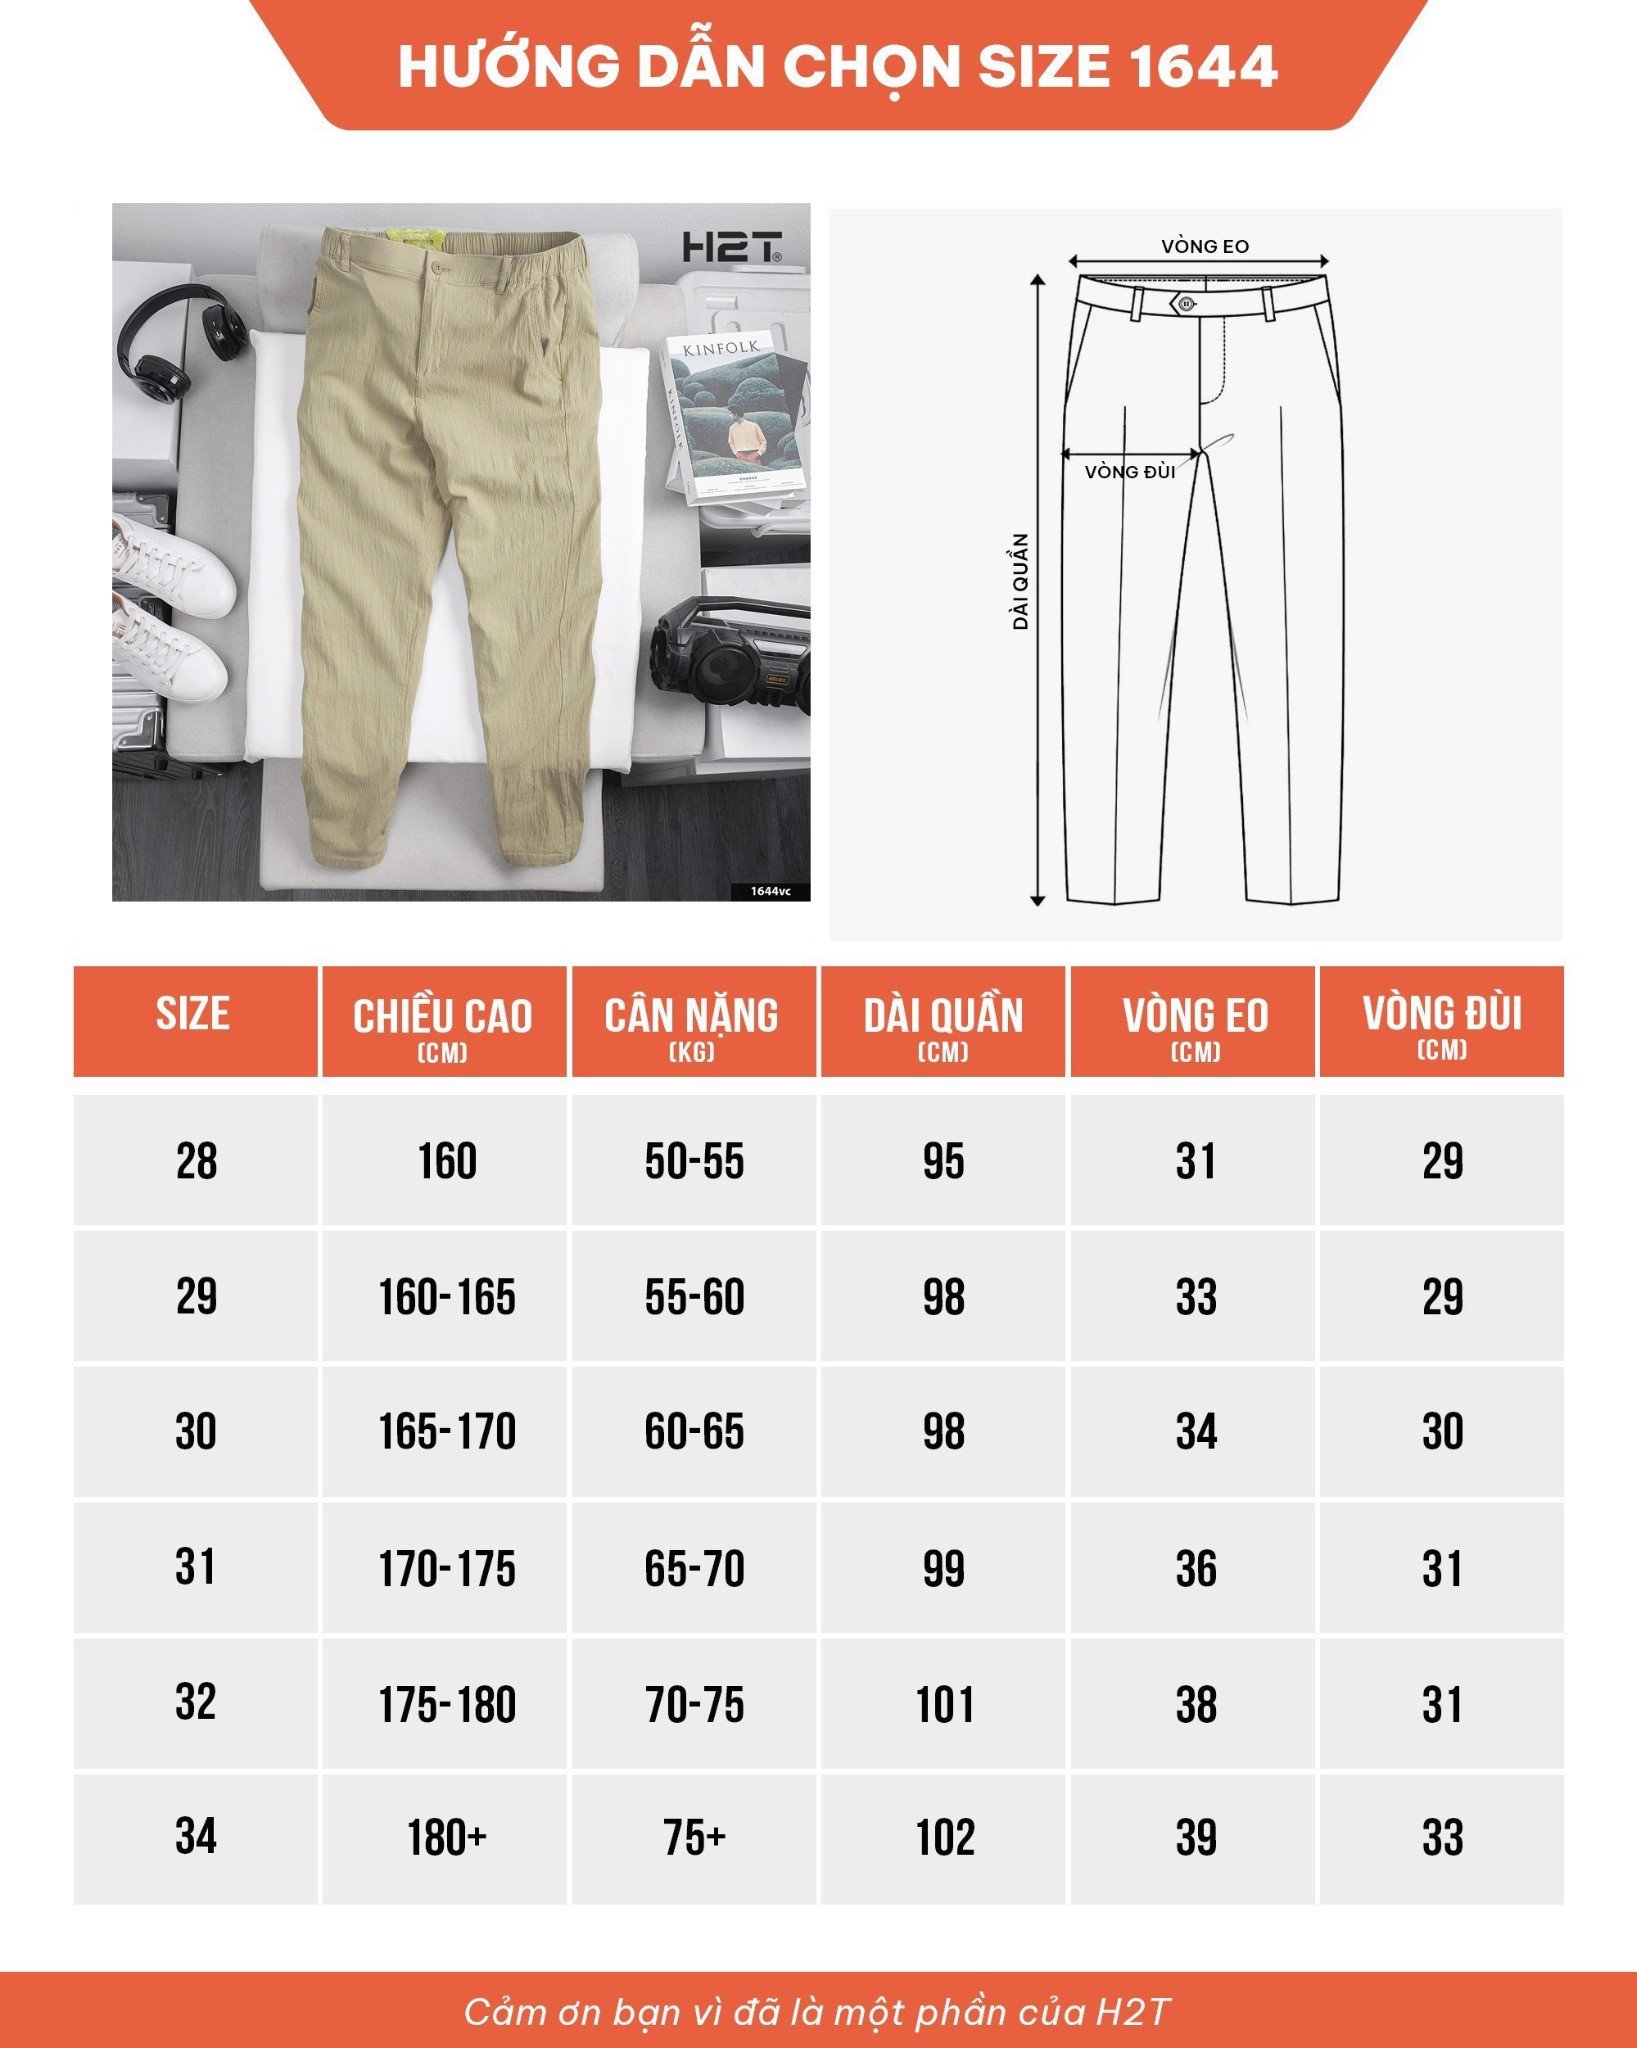 HƯỚNG DẪN CHỌN SIZE 1644
H2T®
KINFOLK
KINFOLK
1644vc
VÒNG EO
VÒNG ĐÙI
DÀI QUẦN
SIZE CHIỀU CAO (CM) CÂN NẶNG (KG) DÀI QUẦN (CM) VÒNG EO (CM) VÒNG ĐÙI (CM)
28 160 50-55 95 31 29
29 160-165 55-60 98 33 29
30 165-170 60-65 98 34 30
31 170-175 65-70 99 36 31
32 175-180 70-75 101 38 31
34 180+ 75+ 102 39 33
Cảm ơn bạn vì đã là một phần của H2T